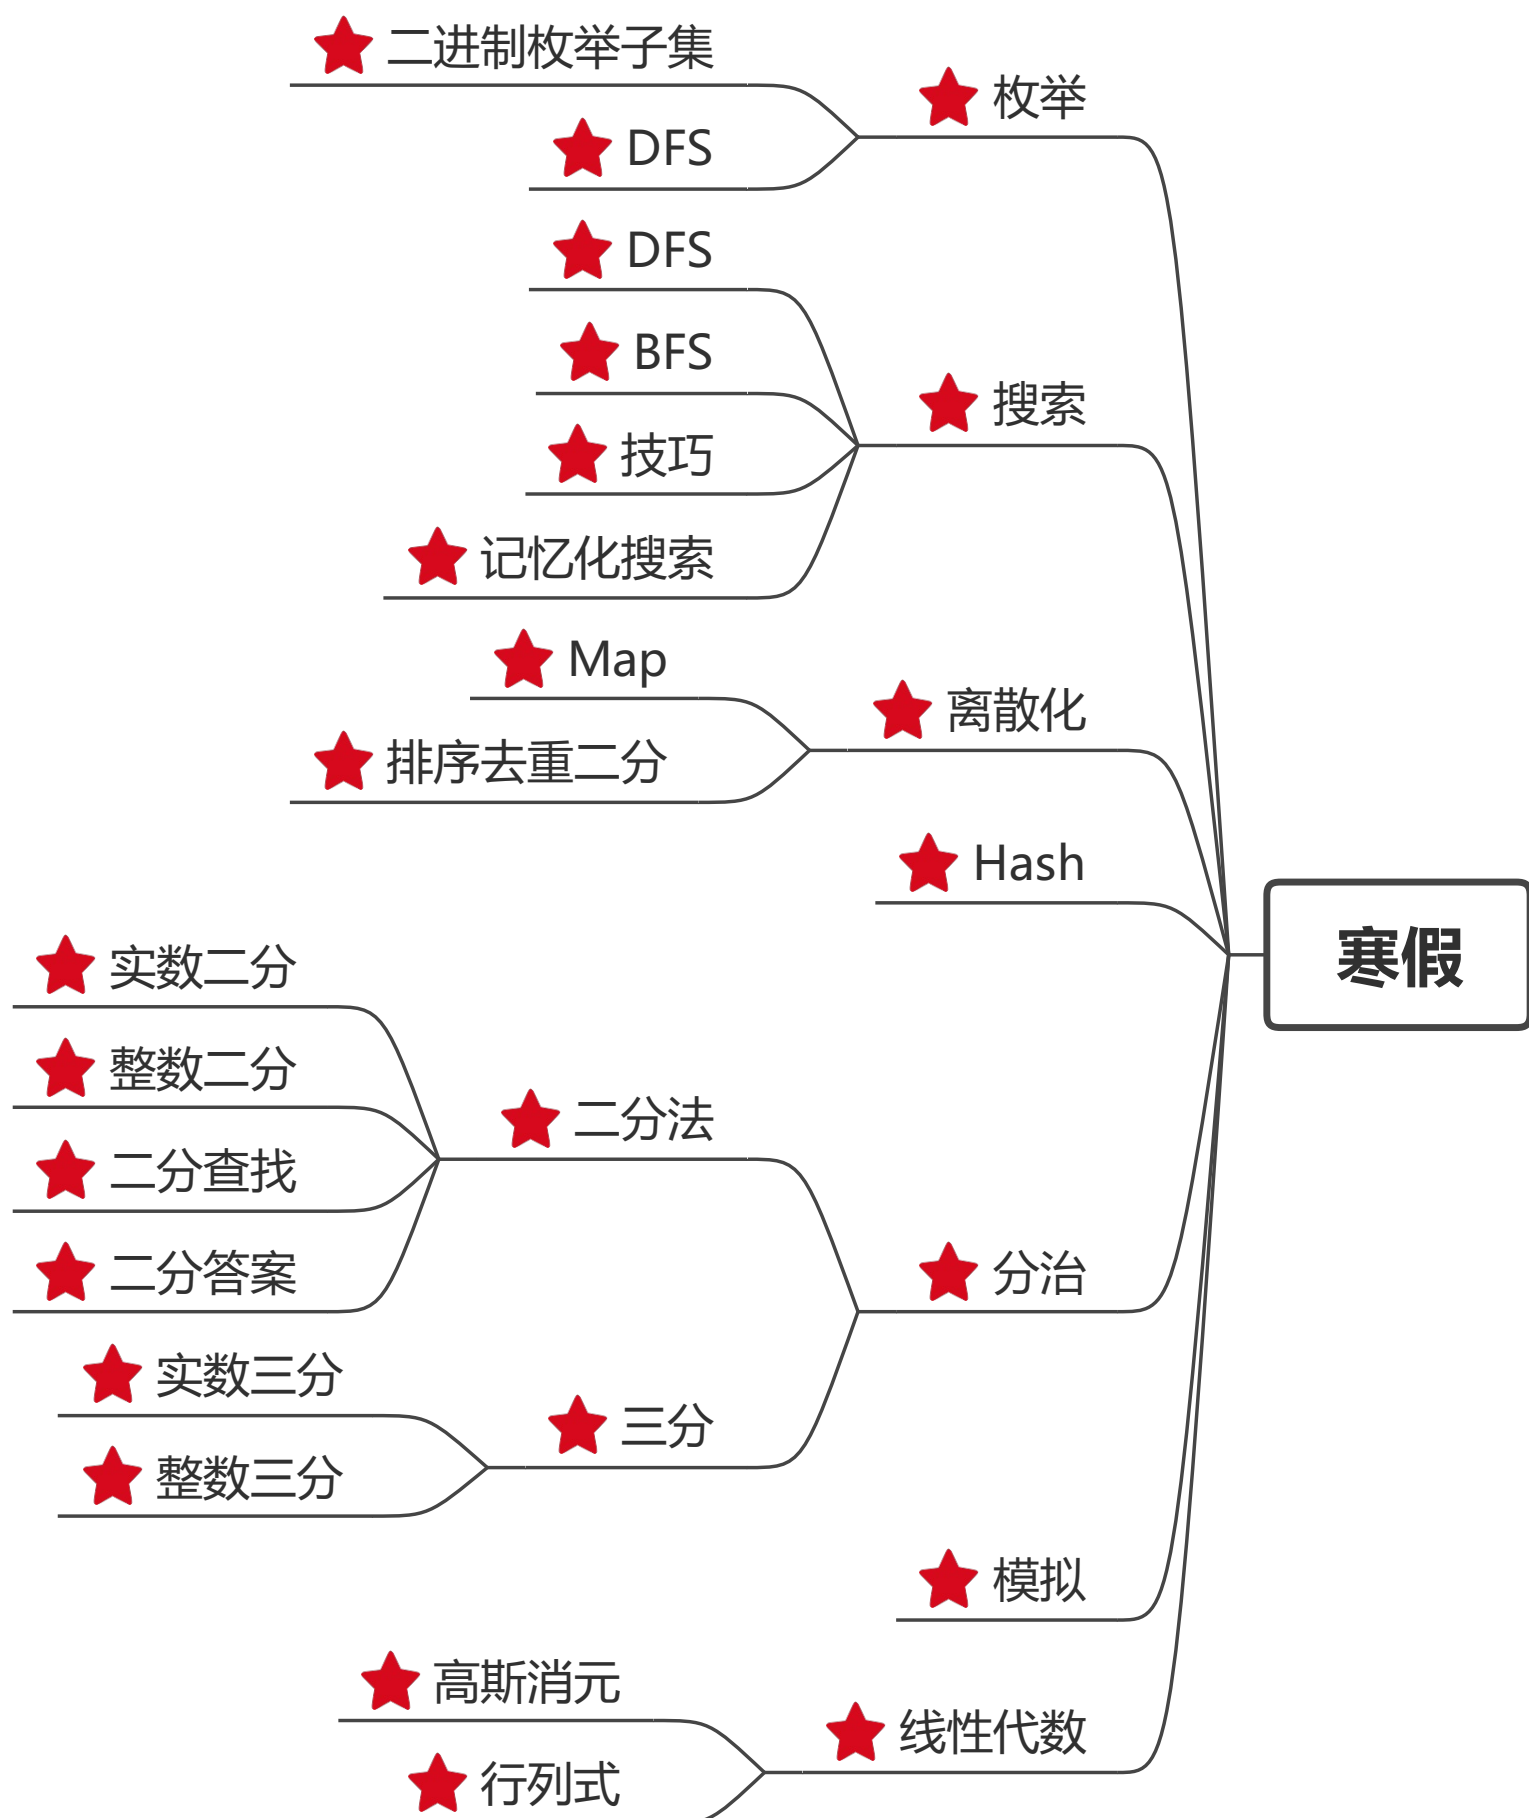 二进制枚举子集
枚举
DFS
DFS
BFS
搜索
技巧
记忆化搜索
Map
离散化
排序去重二分
Hash
寒假
实数二分
整数二分
二分法
二分查找
二分答案
分治
实数三分
三分
整数三分
模拟
高斯消元
线性代数
行列式